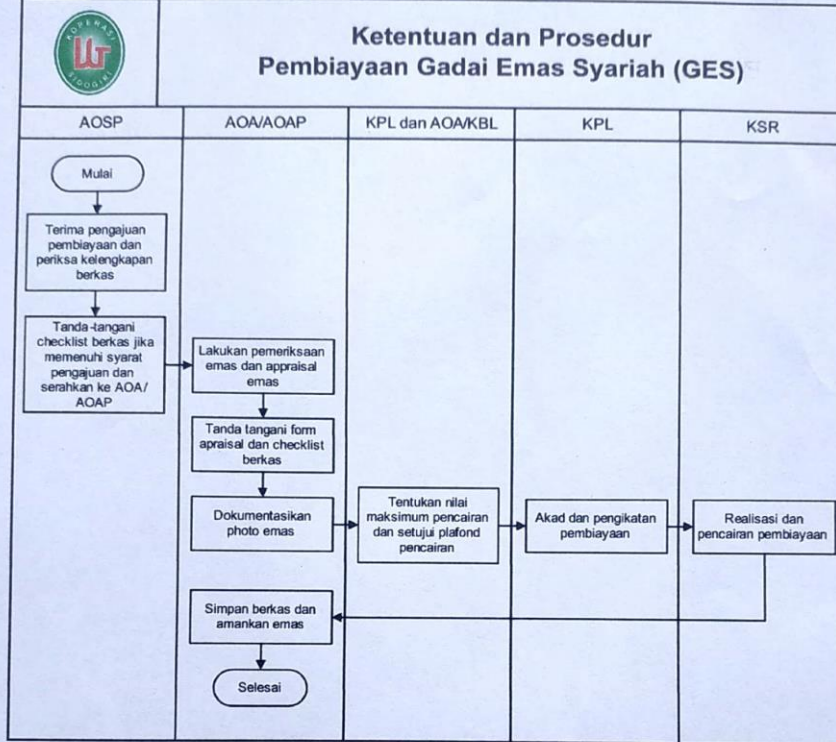 KOPERASI
UGT
SIDOGIRI
Ketentuan dan Prosedur
Pembiayaan Gadai Emas Syariah (GES)
AOSP
AOA/AOAP
KPL dan AOA/KBL
KPL
KSR
Mulai
Terima pengajuan
pembiayaan dan
periksa kelengkapan
berkas
Tanda-tangani
checklist berkas jika
memenuhi syarat
pengajuan dan
serahkan ke AOA/
AOAP
Lakukan pemeriksaan
emas dan appraisal
emas
Tanda tangani form
apraisal dan checklist
berkas
Dokumentasikan
photo emas
Tentukan nilai
maksimum pencairan
dan setujui plafond
pencairan
Akad dan pengikatan
pembiayaan
Realisasi dan
pencairan pembiayaan
Simpan berkas dan
amankan emas
Selesai